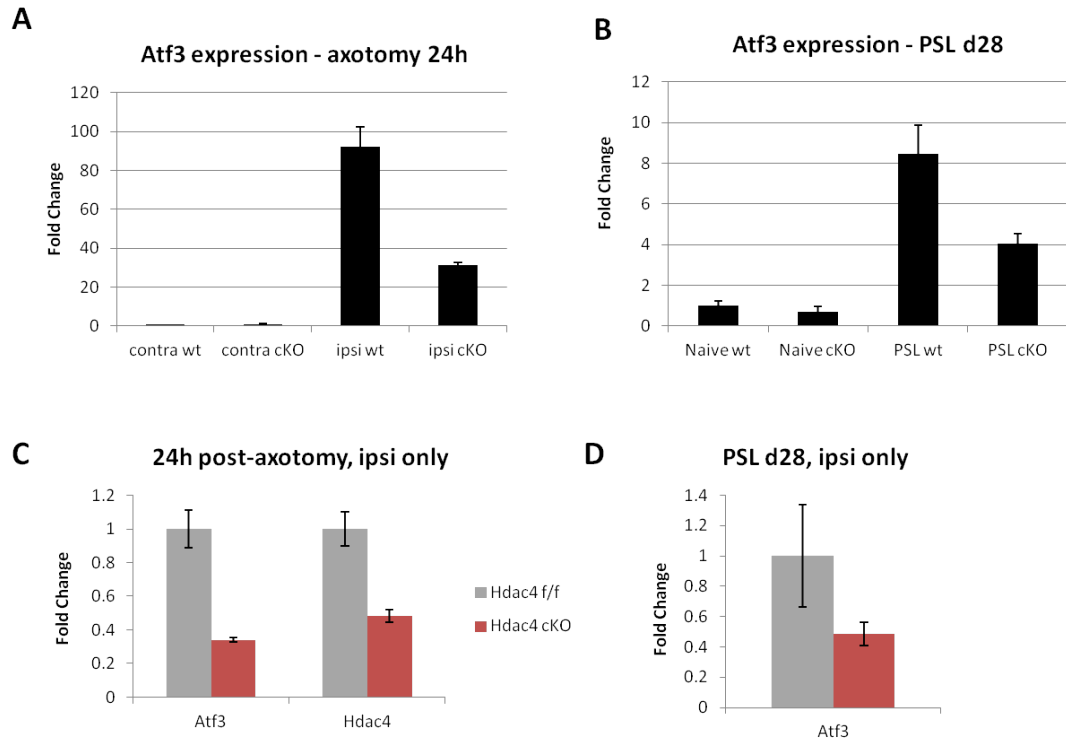 A
Atf3 expression - axotomy 24h
Fold Change
120
100
80
60
40
20
0
contra wt
contra cKO
ipsi wt
ipsi cKO
B
Atf3 expression - PSL d28
Fold Change
12
10
8
6
4
2
0
Naive wt
Naive cKO
PSL wt
PSL cKO
C
24h post-axotomy, ipsi only
Fold Change
1.2
1
0.8
0.6
0.4
0.2
0
Atf3
Hdac4
Hdac4 f/f
Hdac4 cKO
D
PSL d28, ipsi only
Fold Change
1.4
1.2
1
0.8
0.6
0.4
0.2
0
Atf3